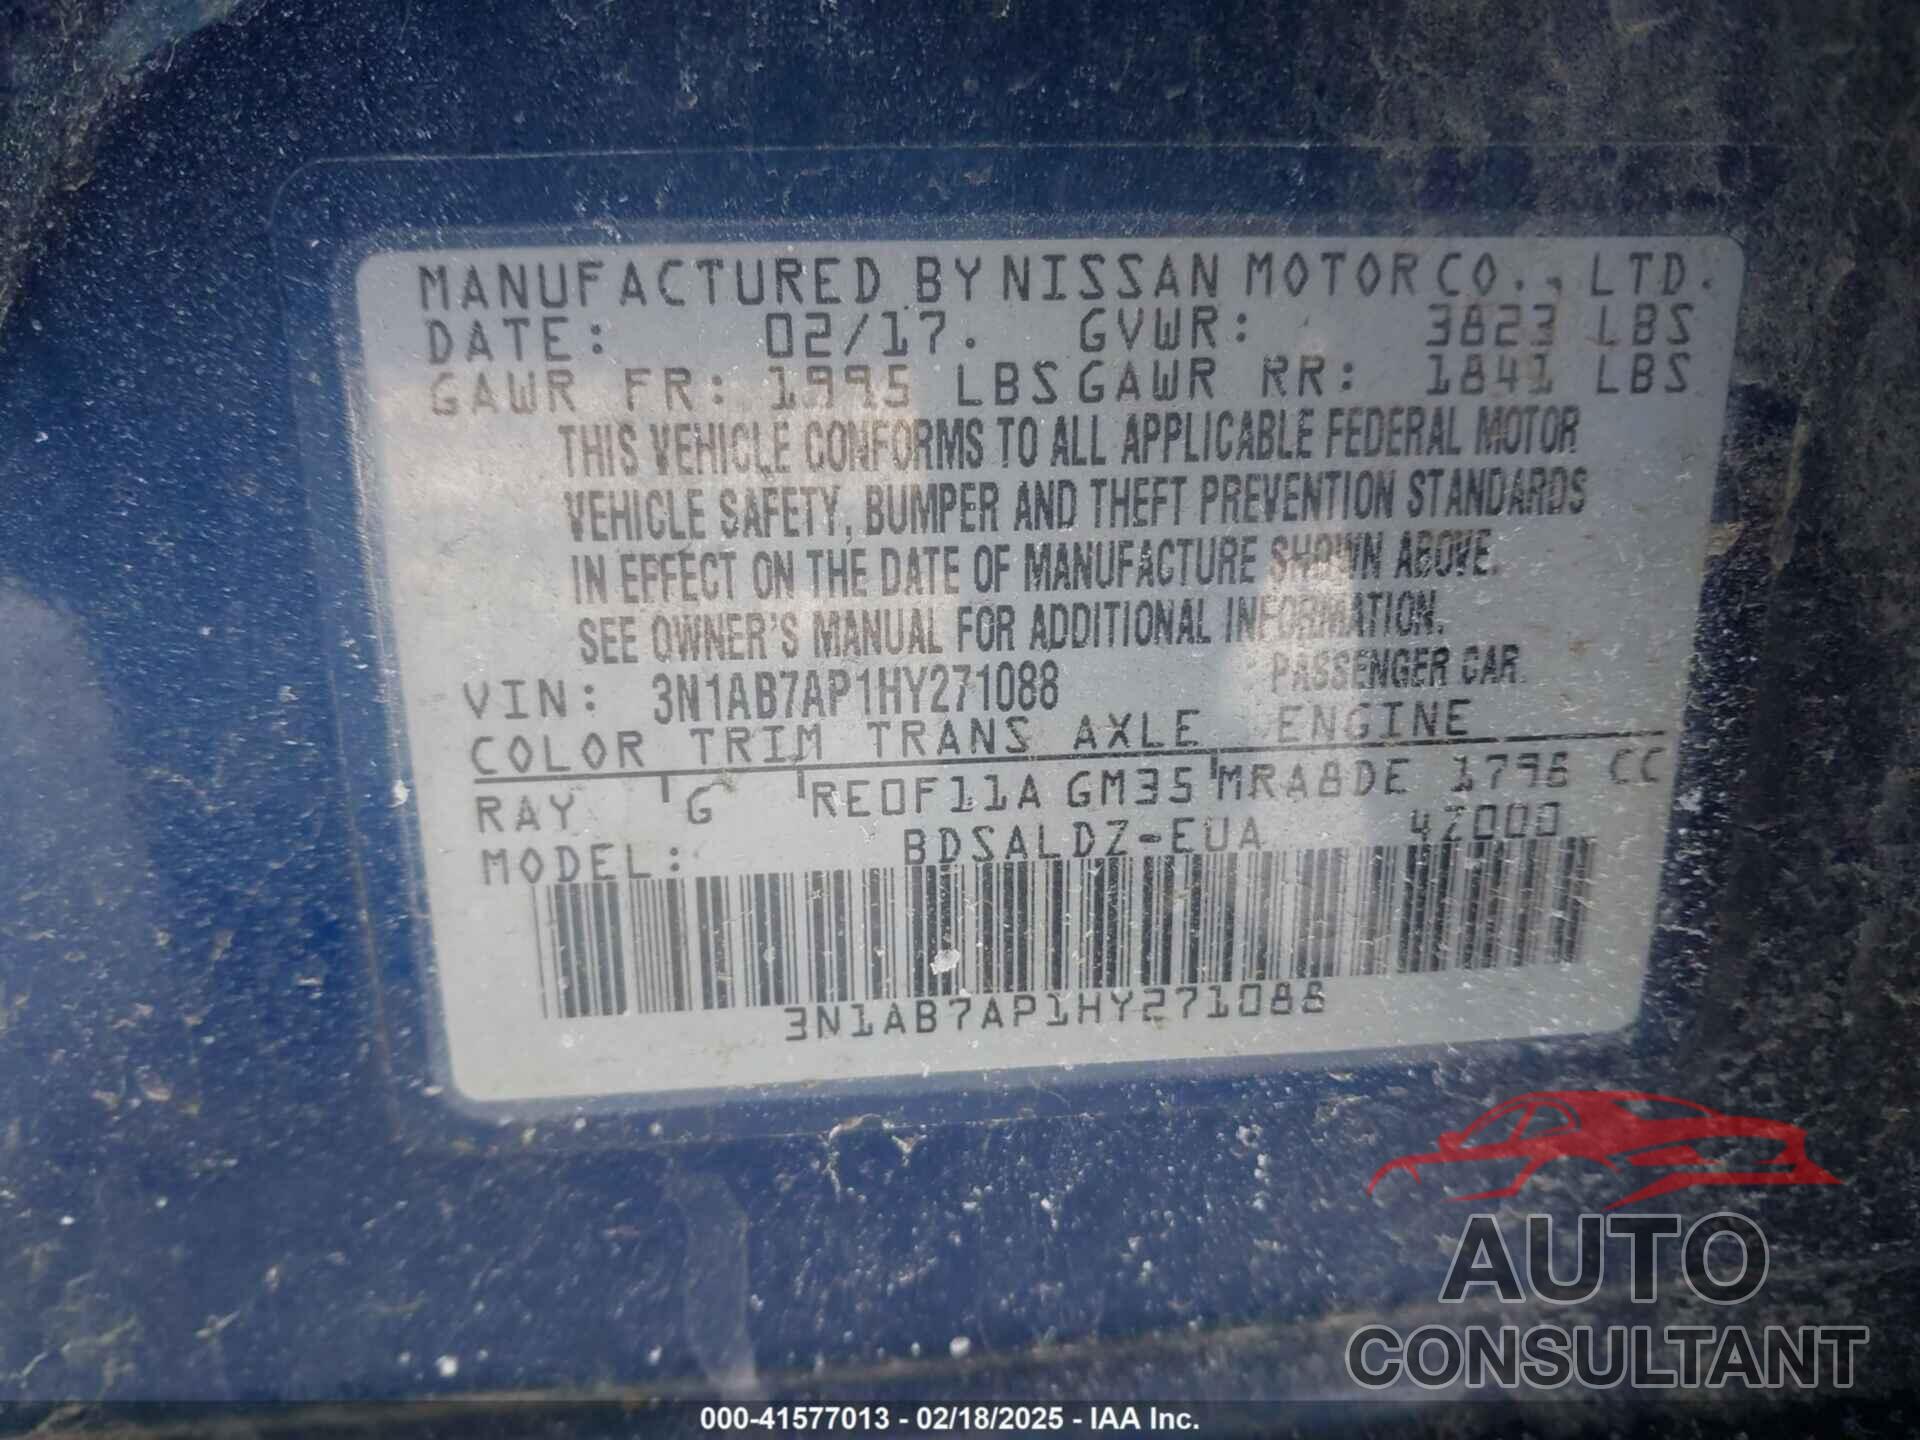 MANUFACTURED BY NISSAN MOTOR CO., LTD.
DATE: 02/17. GVWR: 3823 LBS
GAWR FR: 1995 LBS GAWR RR: 1841 LBS
THIS VEHICLE CONFORMS TO ALL APPLICABLE FEDERAL MOTOR
VEHICLE SAFETY, BUMPER AND THEFT PREVENTION STANDARDS
IN EFFECT ON THE DATE OF MANUFACTURE SHOWN ABOVE.
SEE OWNER'S MANUAL FOR ADDITIONAL INFORMATION.
VIN: 3N1AB7AP1HY271088 PASSENGER CAR
COLOR TRIM TRANS AXLE ENGINE
RAY G RE0F11A GM35 MRA8DE 1798 CC
MODEL: BDSALDZ-EUA 42000
3N1AB7AP1HY271088
AUTO
CONSULTANT
000-41577013 - 02/18/2025 - IAA Inc.